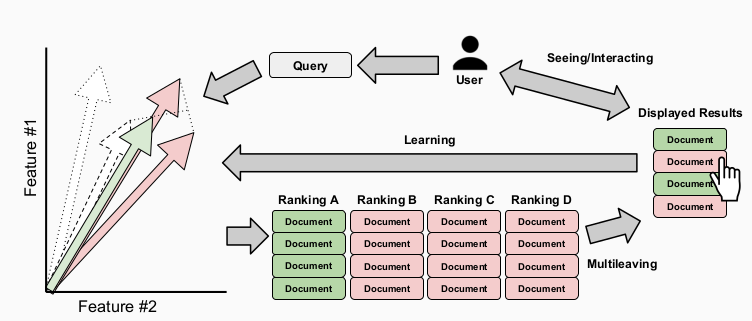 Query
User
Seeing/Interacting
Displayed Results
Document
Document
Document
Document
Learning
Feature #1
Feature #2
Ranking A Ranking B Ranking C Ranking D
Document Document Document Document
Document Document Document Document
Document Document Document Document
Document Document Document Document
Multileaving